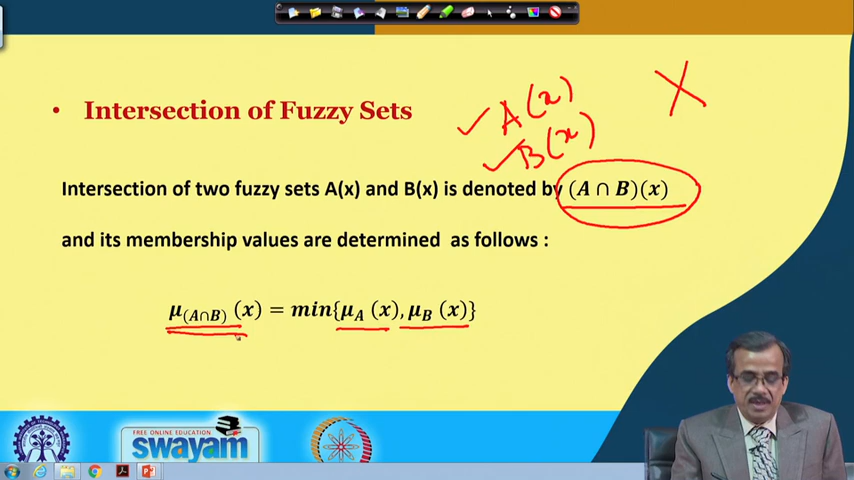 • Intersection of Fuzzy Sets
A(x)
B(x)
X
Intersection of two fuzzy sets A(x) and B(x) is denoted by (A ∩ B)(x)
and its membership values are determined as follows :
μ(A∩B) (x) = min{μA (x), μB (x)}
FREE ONLINE EDUCATION
swayam